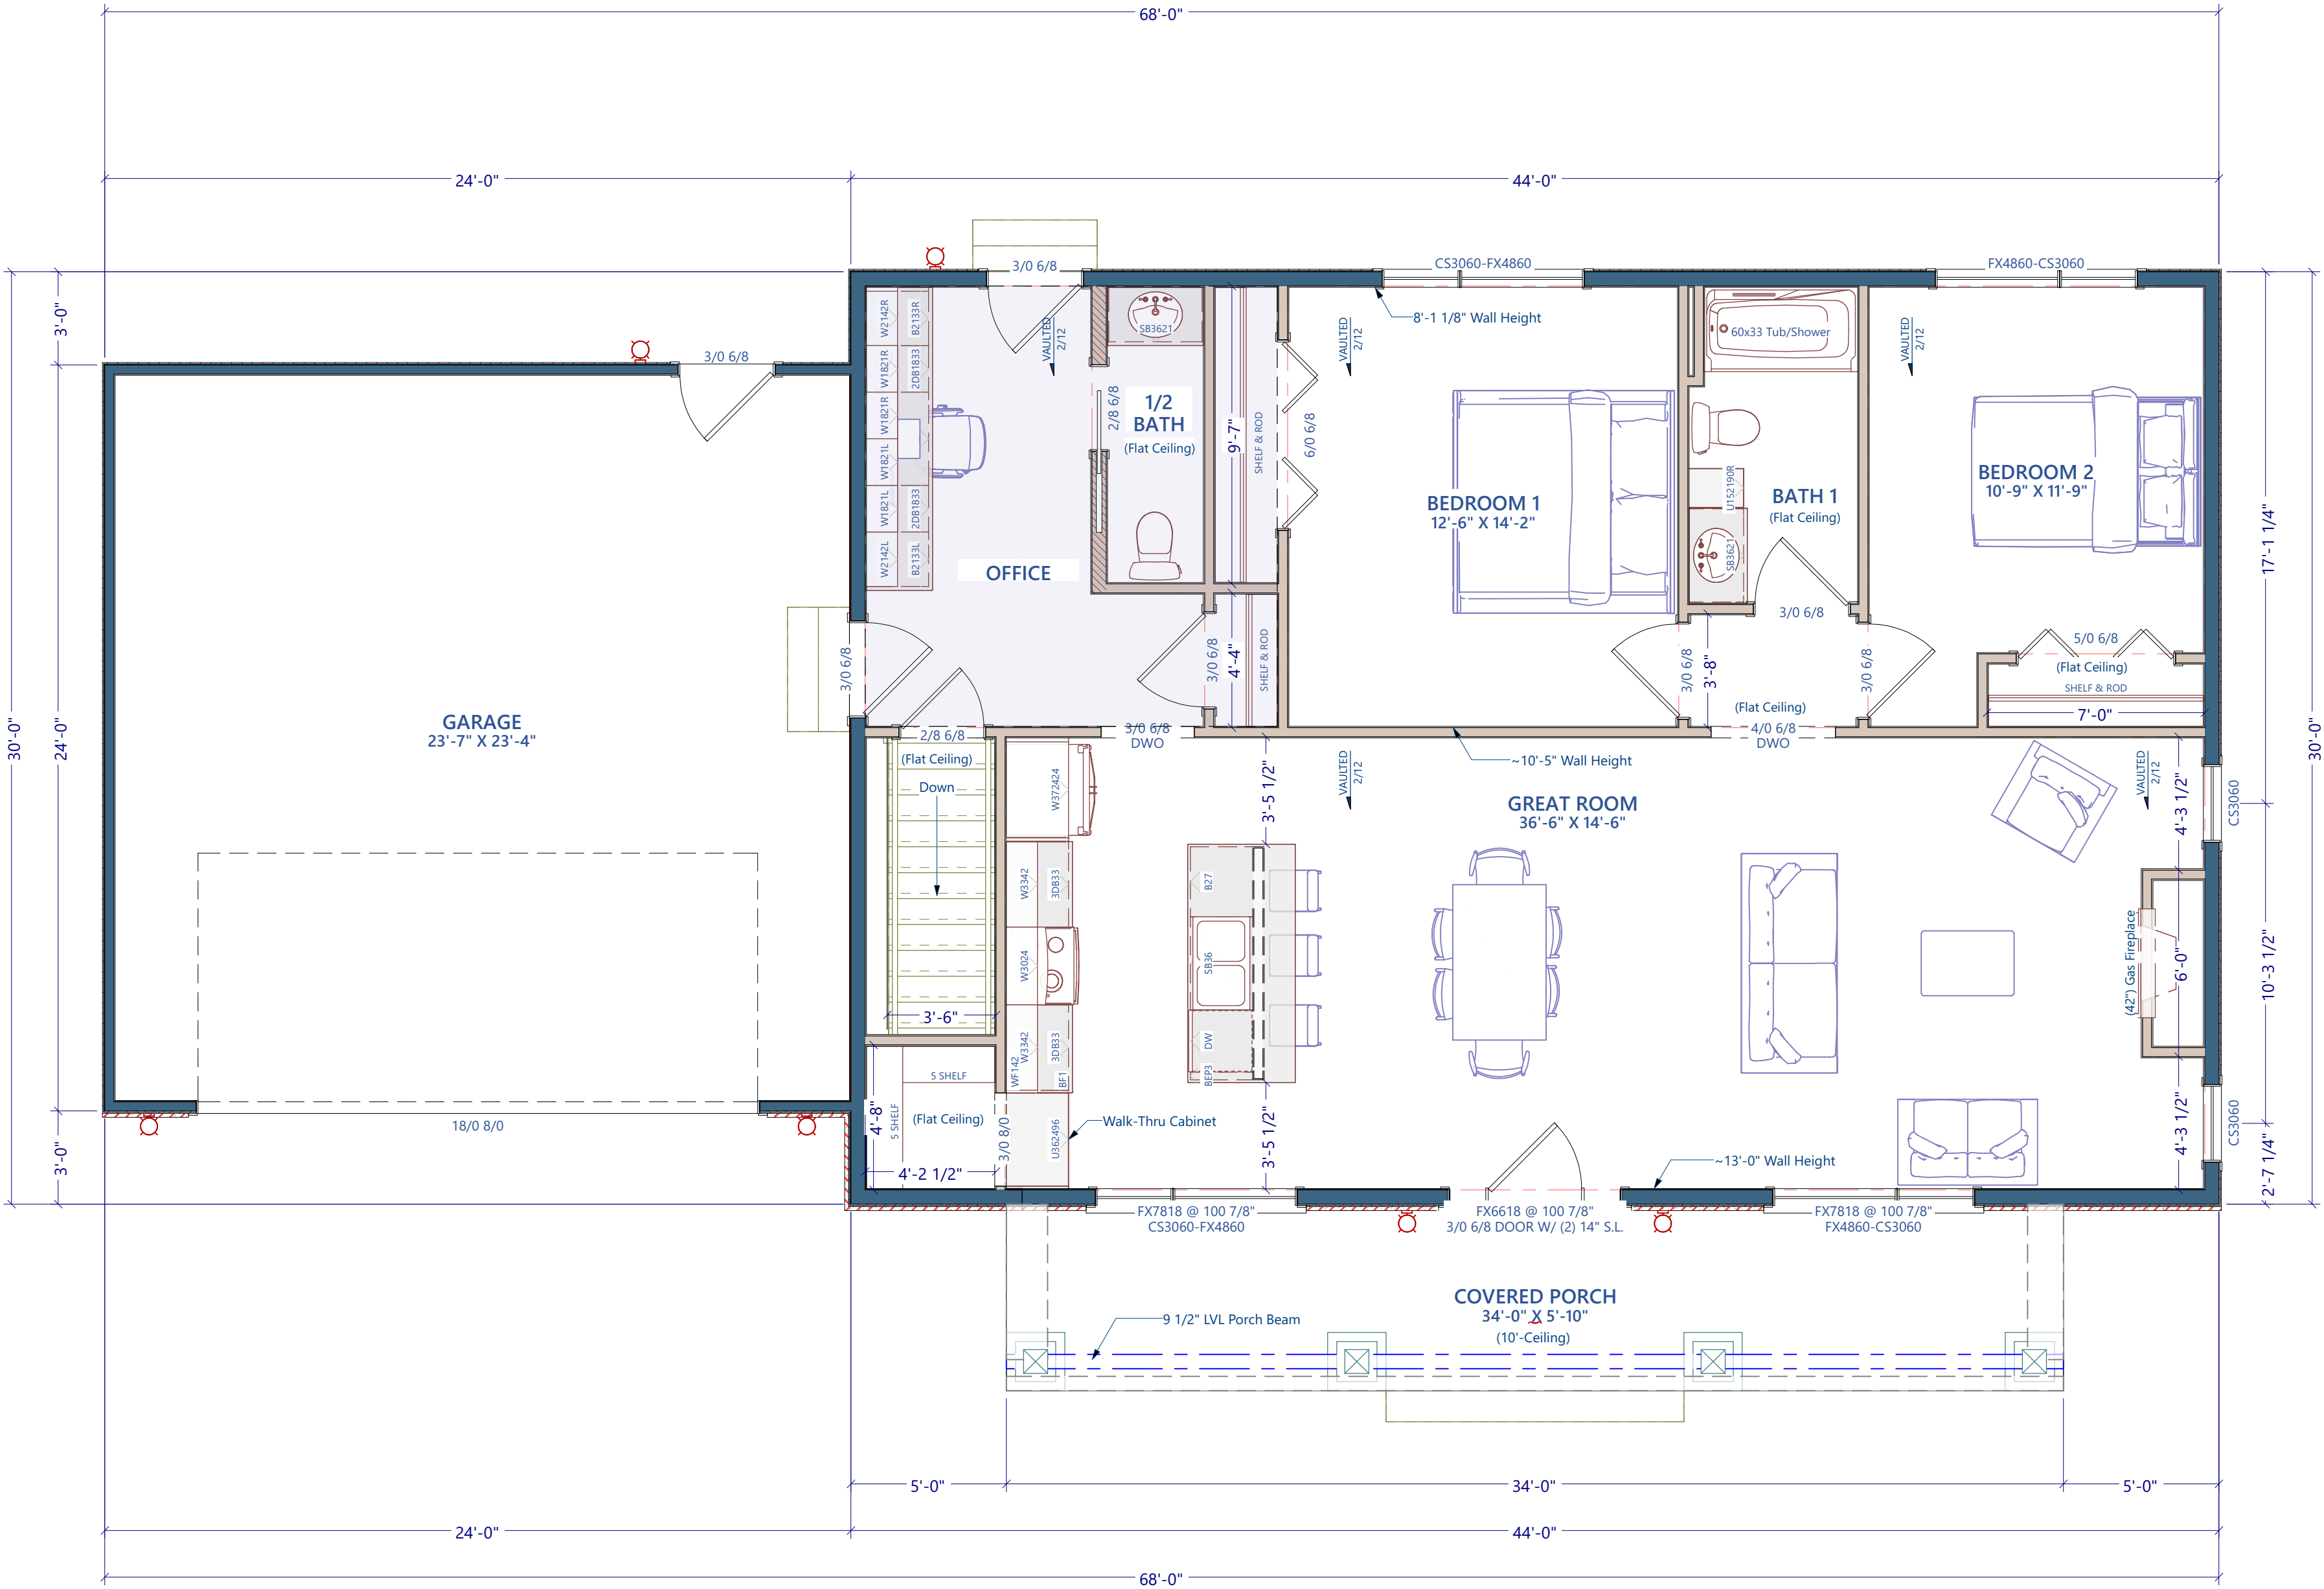 68'-0"
24'-0"
44'-0"
3/0 6/8
CS3060-FX4860
FX4860-CS3060
3'-0"
8'-1 1/8" Wall Height
VAULTED
2/12
VAULTED
2/12
VAULTED
2/12
W2142R
B2133R
W1821R
2DB1833
W1821R
W1821L
W1821L
2DB1833
W2142L
B2133L
SB3621
60x33 Tub/Shower
3/0 6/8
2/8 6/8
1/2
BATH
(Flat Ceiling)
9'-7"
SHELF & ROD
6/0 6/8
BEDROOM 1
12'-6" X 14'-2"
U152190R
SB3621
BATH 1
(Flat Ceiling)
BEDROOM 2
10'-9" X 11'-9"
17'-1 1/4"
OFFICE
3/0 6/8
3/0 6/8
3/0 6/8
4'-4"
SHELF & ROD
3/0 6/8
3'-8"
3/0 6/8
5/0 6/8
(Flat Ceiling)
SHELF & ROD
7'-0"
(Flat Ceiling)
30'-0"
24'-0"
GARAGE
23'-7" X 23'-4"
2/8 6/8
3/0 6/8
DWO
4/0 6/8
DWO
30'-0"
(Flat Ceiling)
Down
W372424
3'-5 1/2"
VAULTED
2/12
~10'-5" Wall Height
GREAT ROOM
36'-6" X 14'-6"
VAULTED
2/12
4'-3 1/2"
CS3060
W3342
3DB33
B27
W3024
SB36
(42") Gas Fireplace
6'-0"
10'-3 1/2"
3'-6"
W3342
3DB33
DW
WF142
BF1
BEP3
5 SHELF
5 SHELF
4'-8"
(Flat Ceiling)
3/0 8/0
U362496
Walk-Thru Cabinet
3'-5 1/2"
4'-3 1/2"
CS3060
18/0 8/0
3'-0"
4'-2 1/2"
~13'-0" Wall Height
2'-7 1/4"
FX7818 @ 100 7/8"
CS3060-FX4860
FX6618 @ 100 7/8"
3/0 6/8 DOOR W/ (2) 14" S.L.
FX7818 @ 100 7/8"
FX4860-CS3060
COVERED PORCH
34'-0" X 5'-10"
(10'-Ceiling)
9 1/2" LVL Porch Beam
5'-0"
34'-0"
5'-0"
24'-0"
44'-0"
68'-0"